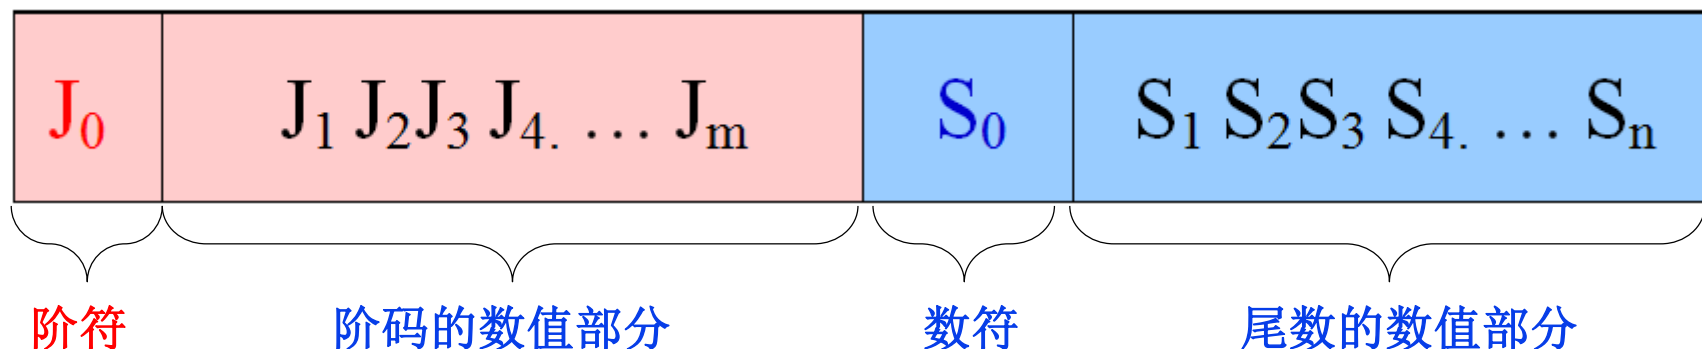 J₀ J₁ J₂J₃ J₄. … Jₘ S₀ S₁ S₂S₃ S₄. … Sₙ
阶符 阶码的数值部分 数符 尾数的数值部分